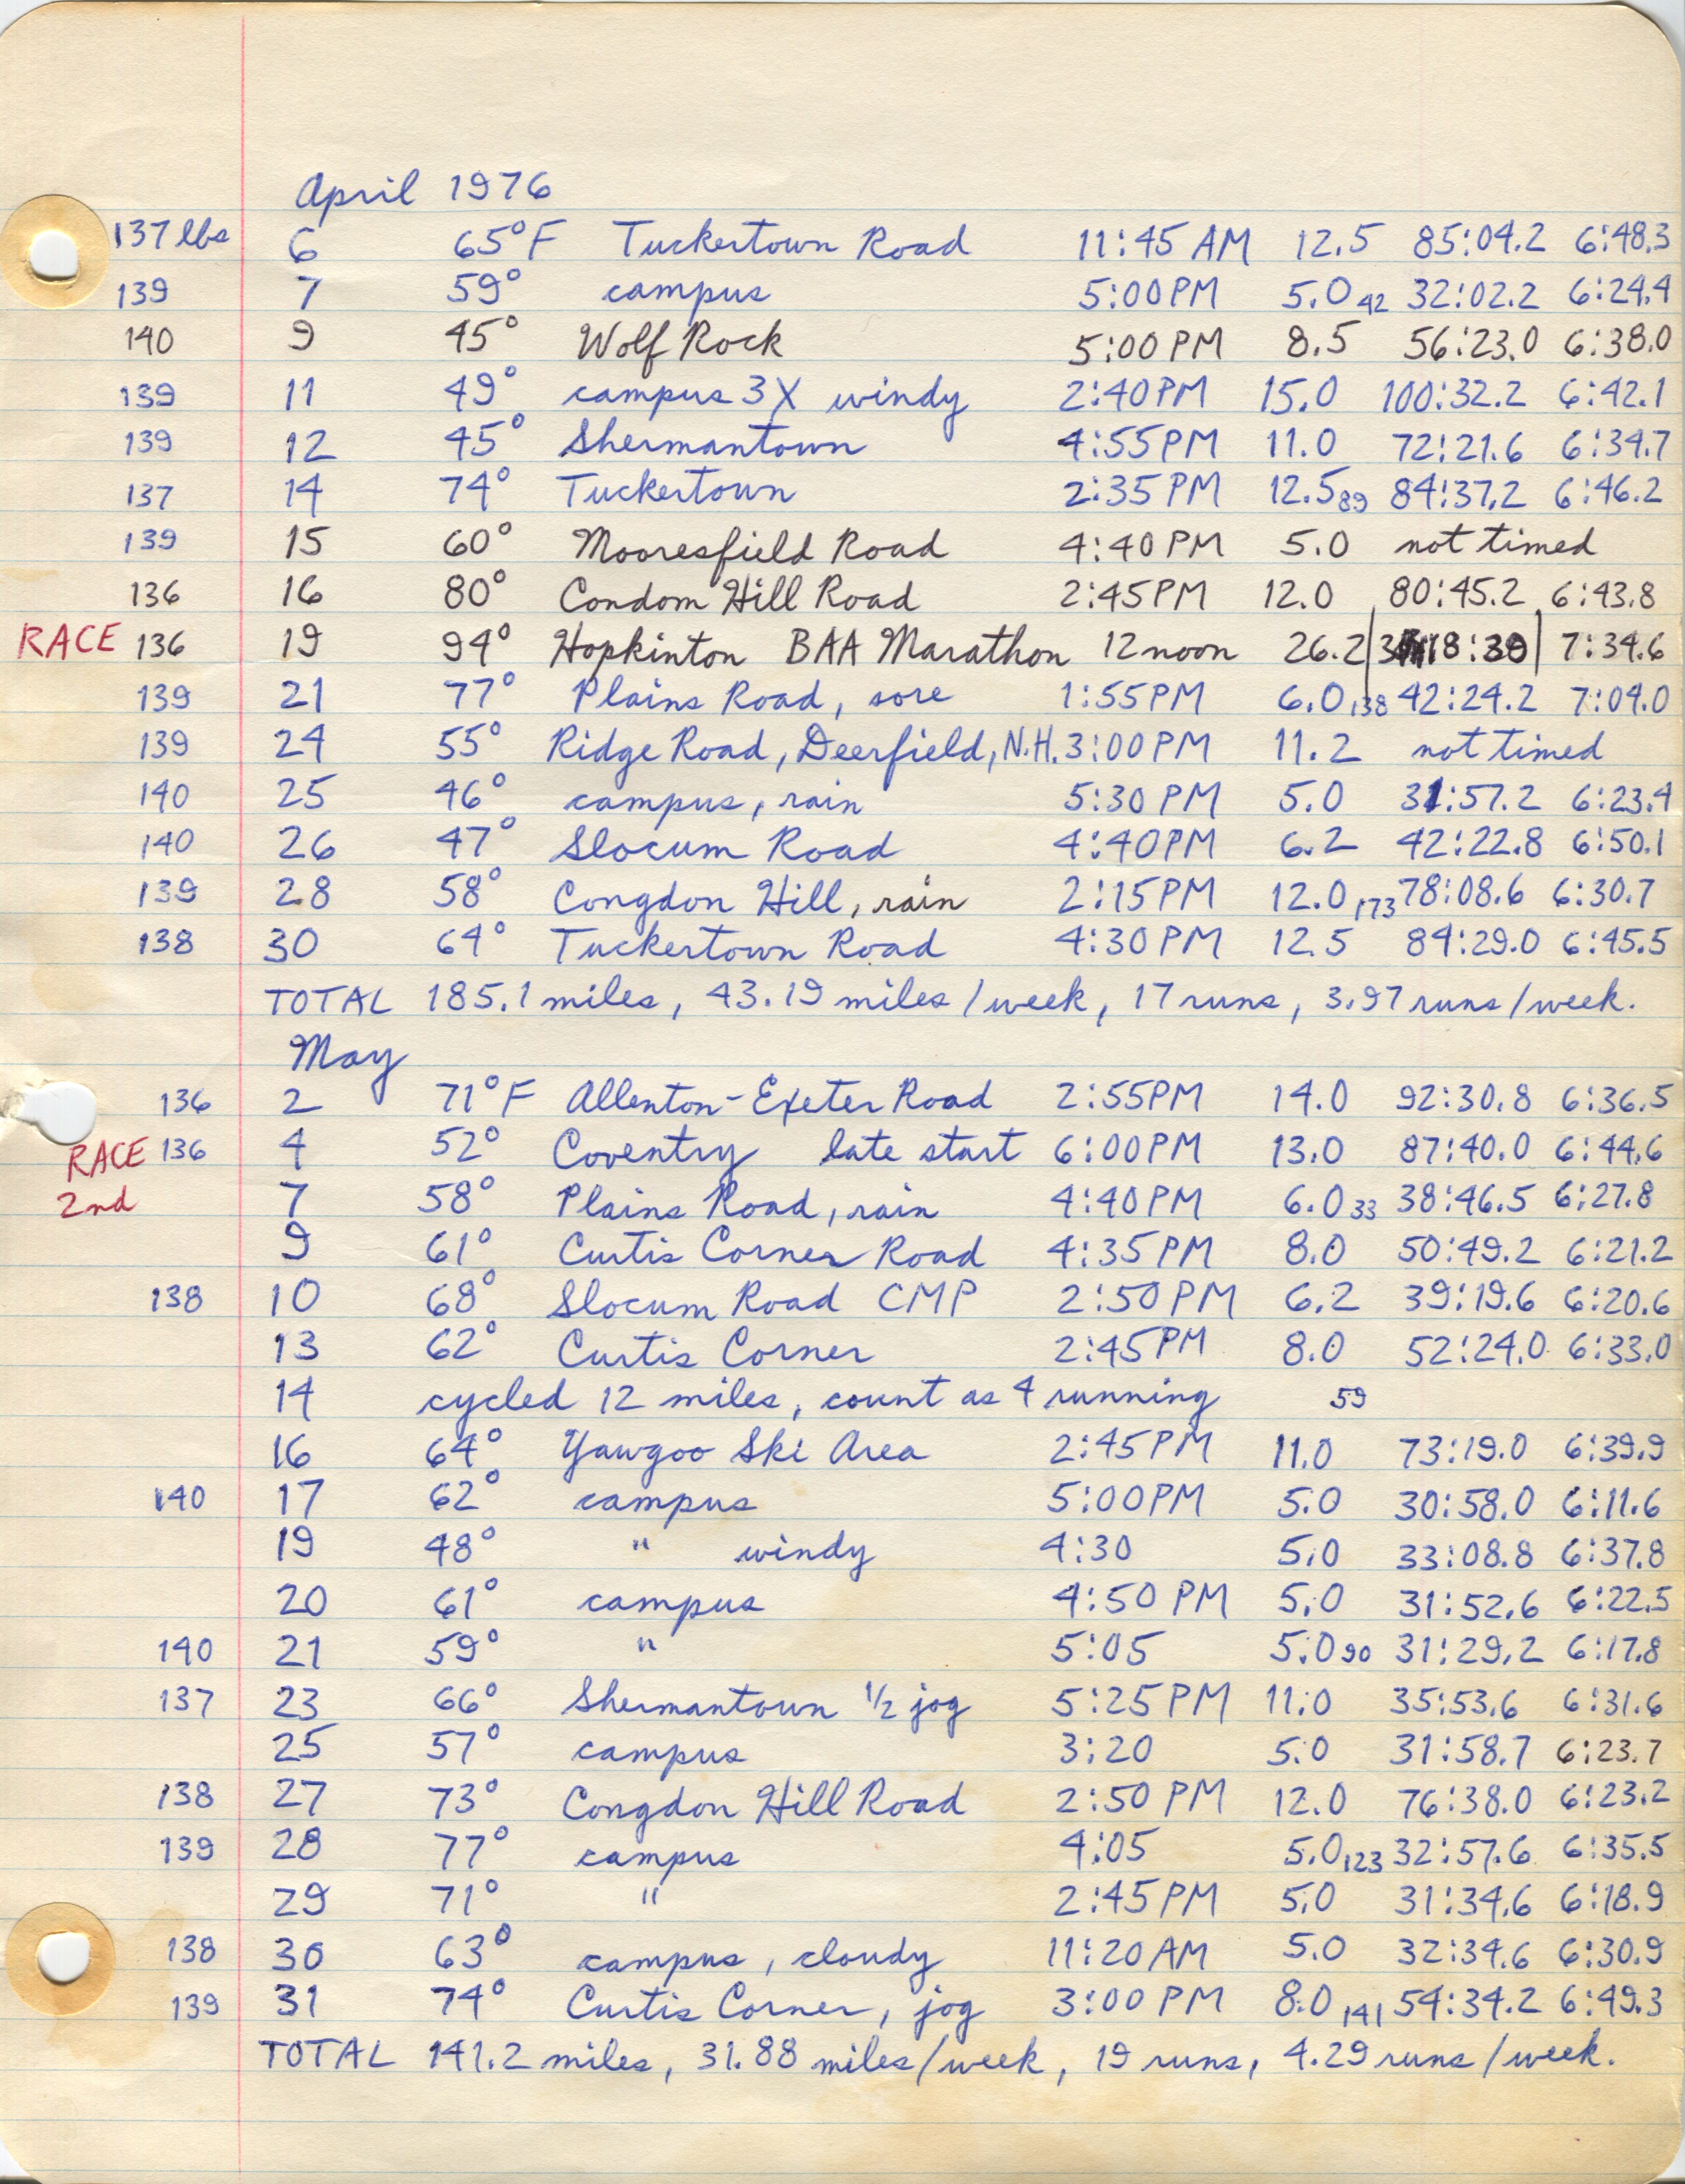 April 1976
137 lbs 6 65°F Tuckertown Road 11:45 AM 12.5 85:04.2 6:48.3
139 7 59° campus 5:00 PM 5.0 42 32:02.2 6:24.4
140 9 45° Wolf Rock 5:00 PM 8.5 56:23.0 6:38.0
139 11 49° campus 3X windy 2:40 PM 15.0 100:32.2 6:42.1
139 12 45° Shermantown 4:55 PM 11.0 72:21.6 6:34.7
137 14 74° Tuckertown 2:35 PM 12.5 89 84:37.2 6:46.2
139 15 60° Mooresfield Road 4:40 PM 5.0 not timed
136 16 80° Condom Hill Road 2:45 PM 12.0 80:45.2 6:43.8
RACE 136 19 94° Hopkinton BAA Marathon 12 noon 26.2 | 3:18:30 | 7:34.6
139 21 77° Plains Road, sore 1:55 PM 6.0 138 42:24.2 7:04.0
139 24 55° Ridge Road, Deerfield, N.H. 3:00 PM 11.2 not timed
140 25 46° campus, rain 5:30 PM 5.0 31:57.2 6:23.4
140 26 47° Slocum Road 4:40 PM 6.2 42:22.8 6:50.1
139 28 58° Congdon Hill, rain 2:15 PM 12.0 173 78:08.6 6:30.7
138 30 64° Tuckertown Road 4:30 PM 12.5 84:29.0 6:45.5
TOTAL 185.1 miles, 43.19 miles/week, 17 runs, 3.97 runs/week.
May
136 2 71°F Allenton-Exeter Road 2:55 PM 14.0 92:30.8 6:36.5
RACE 136 4 52° Coventry late start 6:00 PM 13.0 87:40.0 6:44.6
2nd 7 58° Plains Road, rain 4:40 PM 6.0 33 38:46.5 6:27.8
9 61° Curtis Corner Road 4:35 PM 8.0 50:49.2 6:21.2
138 10 68° Slocum Road CMP 2:50 PM 6.2 39:19.6 6:20.6
13 62° Curtis Corner 2:45 PM 8.0 52:24.0 6:33.0
14 cycled 12 miles, count as 4 running 59
16 64° Yawgoo Ski Area 2:45 PM 11.0 73:19.0 6:39.9
140 17 62° campus 5:00 PM 5.0 30:58.0 6:11.6
19 48° " windy 4:30 5.0 33:08.8 6:37.8
20 61° campus 4:50 PM 5.0 31:52.6 6:22.5
140 21 59° " 5:05 5.0 90 31:29.2 6:17.8
137 23 66° Shermantown 1/2 jog 5:25 PM 11.0 35:53.6 6:31.6
25 57° campus 3:20 5.0 31:58.7 6:23.7
138 27 73° Congdon Hill Road 2:50 PM 12.0 76:38.0 6:23.2
139 28 77° campus 4:05 5.0 123 32:57.6 6:35.5
29 71° " 2:45 PM 5.0 31:34.6 6:18.9
138 30 63° campus, cloudy 11:20 AM 5.0 32:34.6 6:30.9
139 31 74° Curtis Corner, jog 3:00 PM 8.0 141 54:34.2 6:49.3
TOTAL 141.2 miles, 31.88 miles/week, 19 runs, 4.29 runs/week.